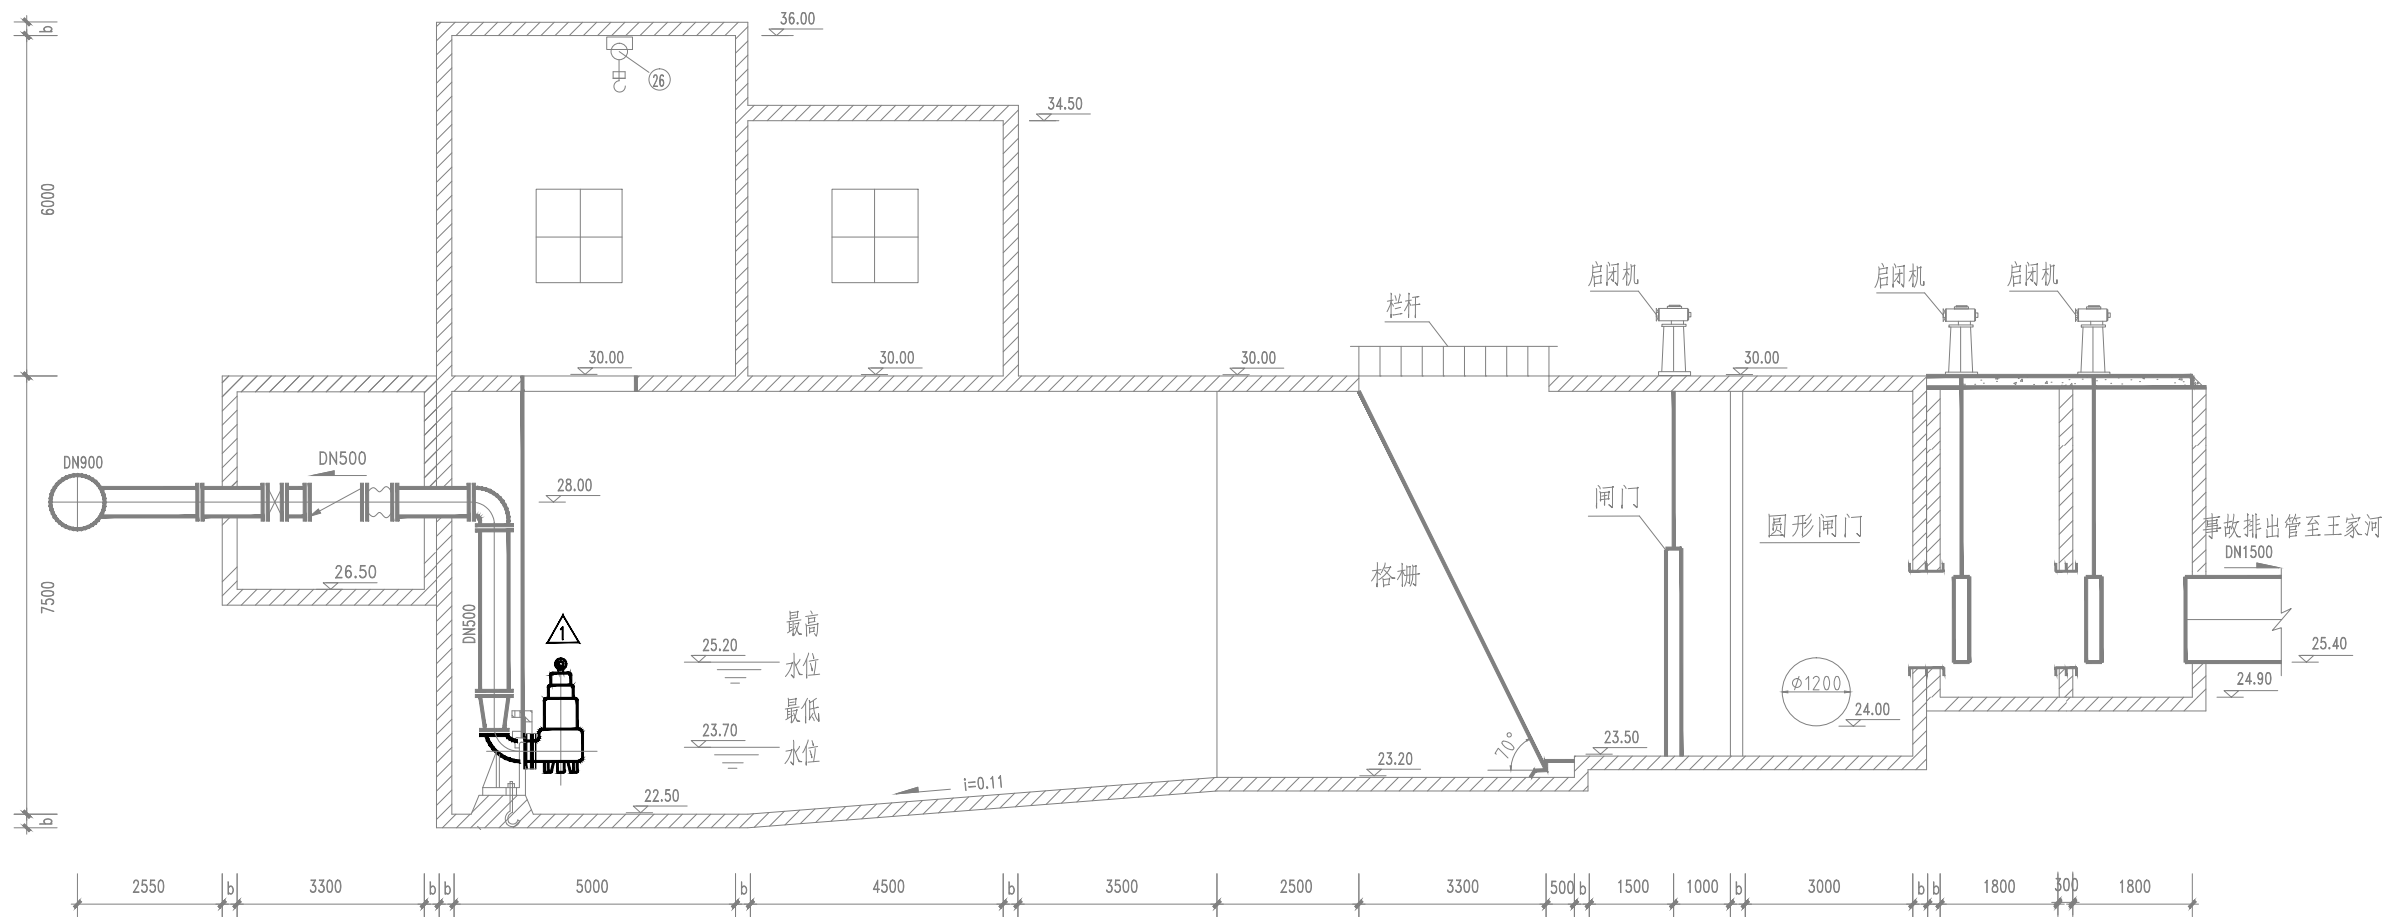 36.00
b
26
34.50
6000
启闭机
启闭机
启闭机
栏杆
30.00
30.00
30.00
30.00
DN900
DN500
28.00
闸门
圆形闸门
事故排出管至王家河
DN1500
格栅
26.50
7500
DN500
1
最高
25.20
水位
25.40
24.90
φ1200
最低
24.00
23.70
水位
23.50
70°
23.20
i=0.11
22.50
b
2550
b
3300
b
b
5000
b
4500
b
3500
2500
3300
500
b
1500
1000
b
3000
b
b
1800
300
1800